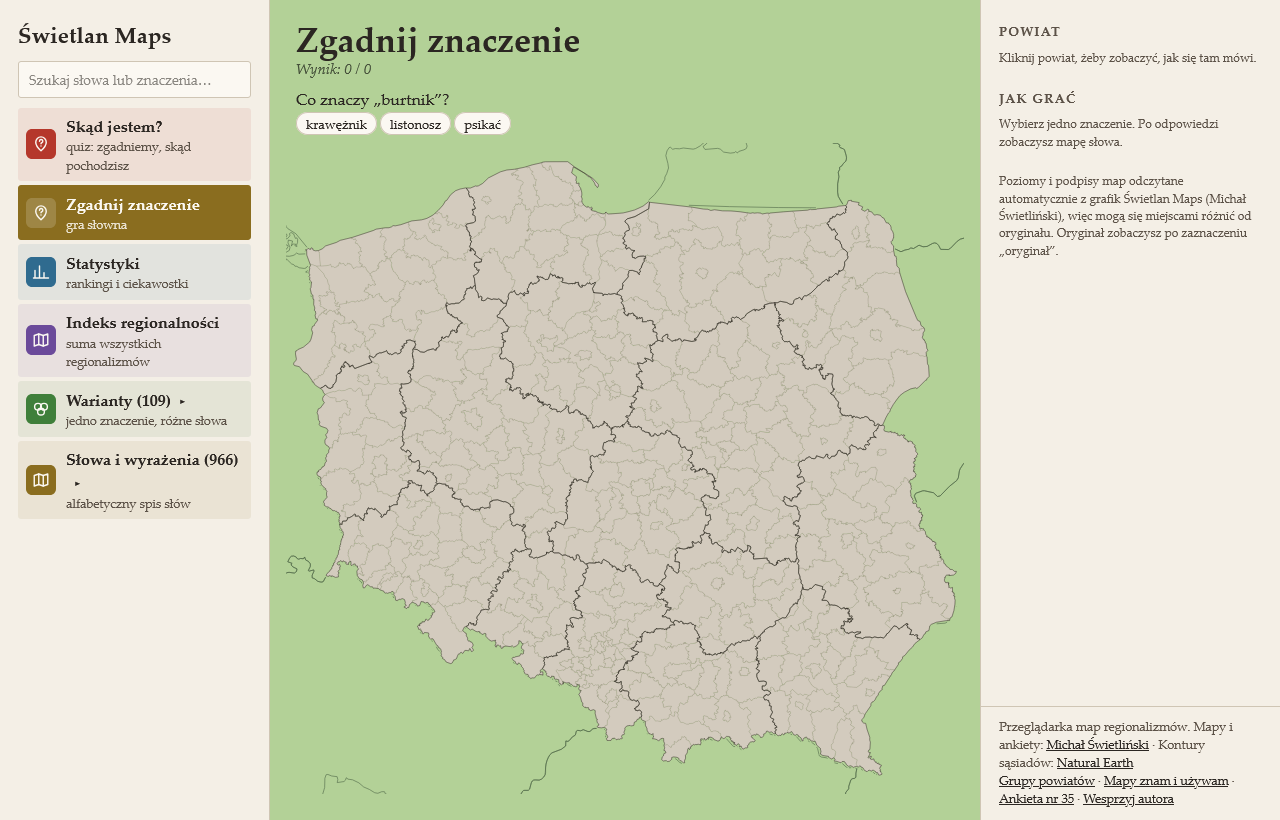 Świetlan Maps
Szukaj słowa lub znaczenia...
Skąd jestem?
quiz: zgadniemy, skąd
pochodzisz
Zgadnij znaczenie
gra słowna
Statystyki
rankingi i ciekawostki
Indeks regionalności
suma wszystkich
regionalizmów
Warianty (109) ▸
jedno znaczenie, różne słowa
Słowa i wyrażenia (966)
▸
alfabetyczny spis słów
Zgadnij znaczenie
Wynik: 0 / 0
Co znaczy „burtnik”?
krawężnik listonosz psikać
POWIAT
Kliknij powiat, żeby zobaczyć, jak się tam mówi.
JAK GRAĆ
Wybierz jedno znaczenie. Po odpowiedzi
zobaczysz mapę słowa.
Poziomy i podpisy map odczytane
automatycznie z grafik Świetlan Maps (Michał
Świetliński), więc mogą się miejscami różnić od
oryginału. Oryginał zobaczysz po zaznaczeniu
„oryginał”.
Przeglądarka map regionalizmów. Mapy i
ankiety: Michał Świetliński · Kontury
sąsiadów: Natural Earth
Grupy powiatów · Mapy znam i używam ·
Ankieta nr 35 · Wesprzyj autora